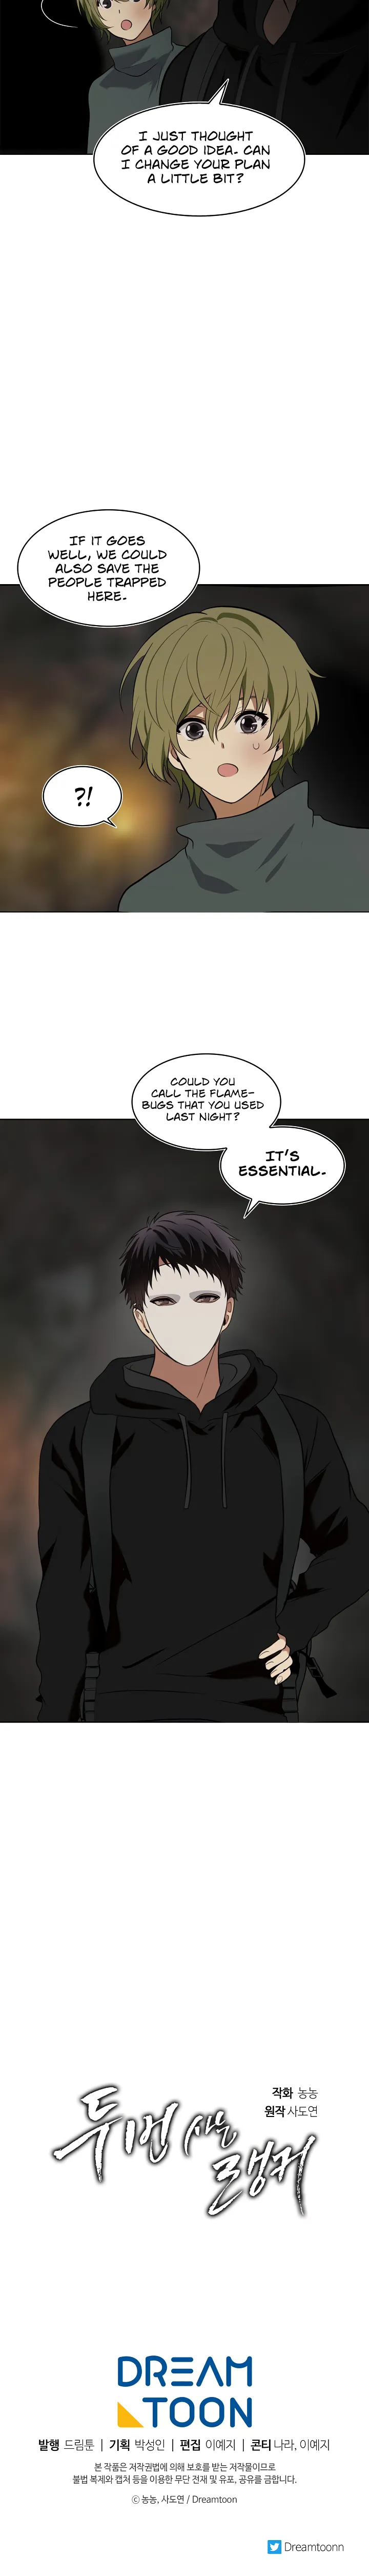 I JUST THOUGHT
OF A GOOD IDEA. CAN
I CHANGE YOUR PLAN
A LITTLE BIT?
IF IT GOES
WELL, WE COULD
ALSO SAVE THE
PEOPLE TRAPPED
HERE.
?!
COULD YOU
CALL THE FLAME-
BUGS THAT YOU USED
LAST NIGHT?
IT'S
ESSENTIAL.
작화 농농
원작 사도연
두 번 사는
랭커
DREAM
TOON
발행 드림툰 | 기획 박성인 | 편집 이예지 | 콘티 나라, 이예지
본 작품은 저작권법에 의해 보호를 받는 저작물이므로
불법 복제와 캡처 등을 이용한 무단 전재 및 유포, 공유를 금합니다.
ⓒ 농농, 사도연 / Dreamtoon
Dreamtoonn